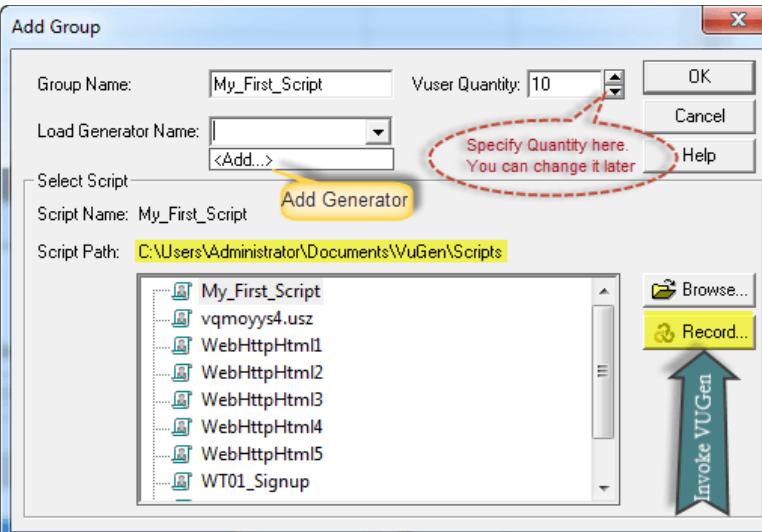 Add Group
Group Name: My_First_Script Vuser Quantity: 10 OK
Load Generator Name: Cancel
<Add...> Specify Quantity here. Help
You can change it later
Add Generator
Select Script
Script Name: My_First_Script
Script Path: C:\Users\Administrator\Documents\VuGen\Scripts
My_First_Script Browse...
vqmoyys4.usz Record...
WebHttpHtml1
WebHttpHtml2
WebHttpHtml3
WebHttpHtml4
WebHttpHtml5
WT01_Signup
Invoke VUGen